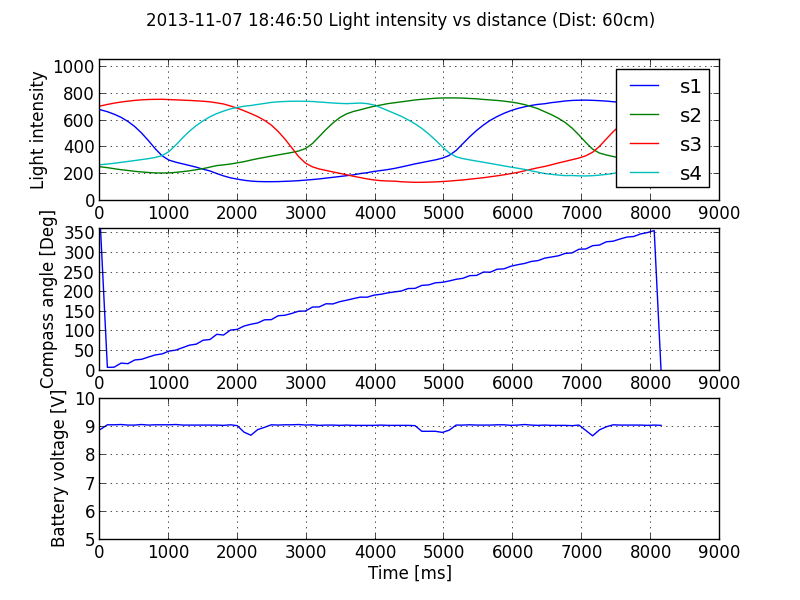 2013-11-07 18:46:50 Light intensity vs distance (Dist: 60cm)
Light intensity
1000
800
600
400
200
0
s1
s2
s3
s4
0 1000 2000 3000 4000 5000 6000 7000 8000 9000
Compass angle [Deg]
350
300
250
200
150
100
50
0
0 1000 2000 3000 4000 5000 6000 7000 8000 9000
Battery voltage [V]
10
9
8
7
6
5
0 1000 2000 3000 4000 5000 6000 7000 8000 9000
Time [ms]